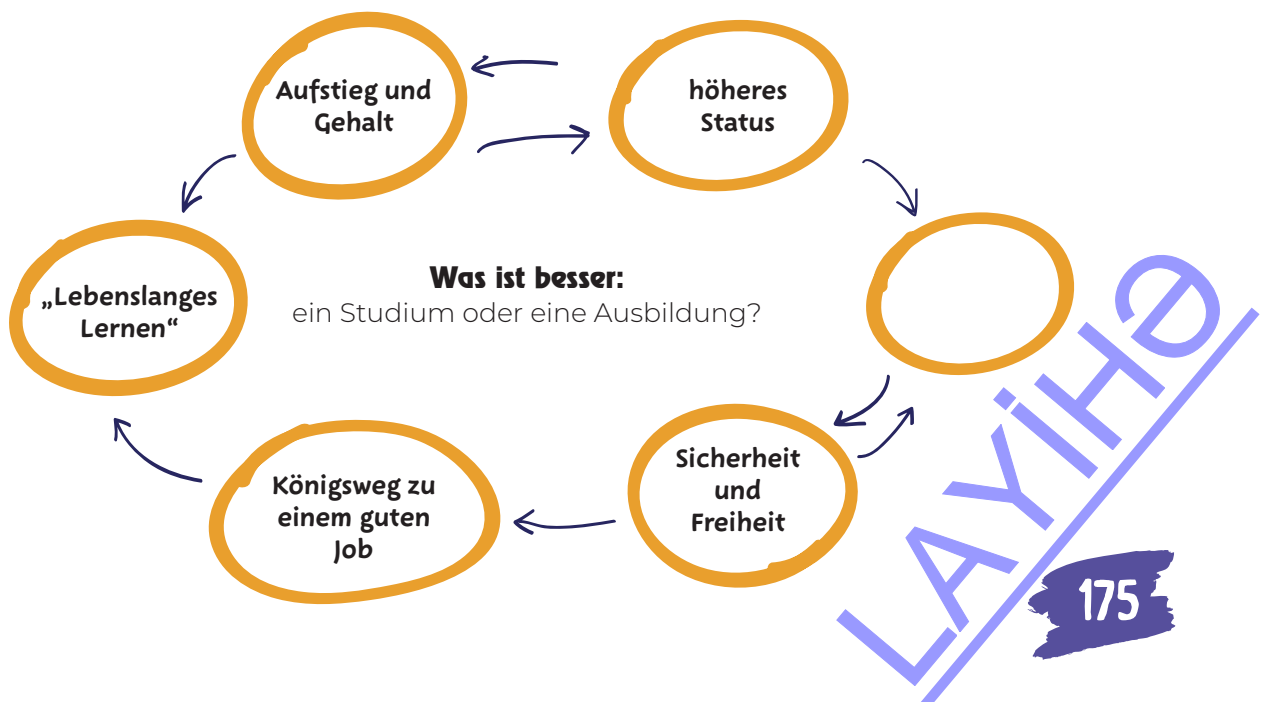 Aufstieg und
Gehalt
höheres
Status
„Lebenslanges
Lernen“
Was ist besser:
ein Studium oder eine Ausbildung?
Königsweg zu
einem guten
Job
Sicherheit
und
Freiheit
LAYİHƏ
175